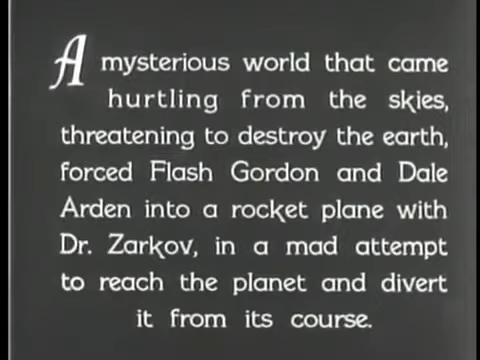 A mysterious world that came
hurtling from the skies,
threatening to destroy the earth,
forced Flash Gordon and Dale
Arden into a rocket plane with
Dr. Zarkov, in a mad attempt
to reach the planet and divert
it from its course.